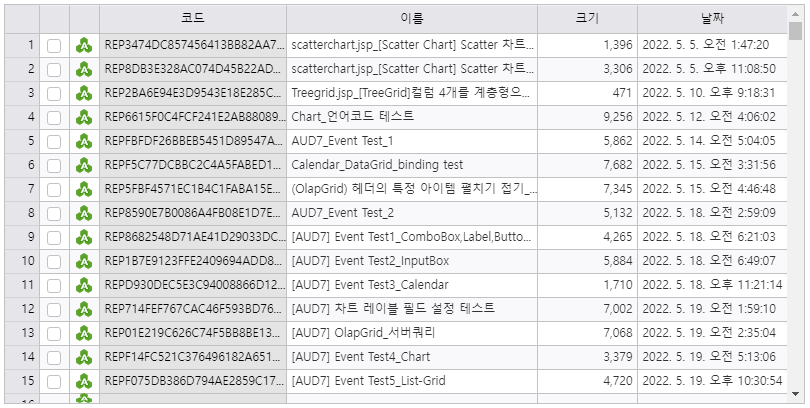 코드 이름 크기 날짜
1 REP3474DC857456413BB82AA7... scatterchart.jsp_[Scatter Chart] Scatter 차트... 1,396 2022. 5. 5. 오전 1:47:20
2 REP8DB3E328AC074D45B22AD... scatterchart.jsp_[Scatter Chart] Scatter 차트... 3,306 2022. 5. 5. 오후 11:08:50
3 REP2BA6E94E3D9543E18E285C... Treegrid.jsp_[TreeGrid]컬럼 4개를 계층형으... 471 2022. 5. 10. 오후 9:18:31
4 REP6615F0C4FCF241E2AB88089... Chart_언어코드 테스트 9,256 2022. 5. 12. 오전 4:06:02
5 REPFBFDF26BBEB5451D89547A... AUD7_Event Test_1 5,862 2022. 5. 14. 오전 5:04:05
6 REPF5C77DCBBC2C4A5FABED1... Calendar_DataGrid_binding test 7,682 2022. 5. 15. 오전 3:31:56
7 REP5FBF4571EC1B4C1FABA15E... (OlapGrid) 헤더의 특정 아이템 펼치기 접기_... 7,345 2022. 5. 15. 오전 4:46:48
8 REP8590E7B0086A4FB08E1D7E... AUD7_Event Test_2 5,132 2022. 5. 18. 오전 2:59:09
9 REP8682548D71AE41D29033DC... [AUD7] Event Test1_ComboBox,Label,Butto... 4,265 2022. 5. 18. 오전 6:21:03
10 REP1B7E9123FFE2409694ADD8... [AUD7] Event Test2_InputBox 5,884 2022. 5. 18. 오전 6:49:07
11 REPD930DEC5E3C94008866D12... [AUD7] Event Test3_Calendar 1,710 2022. 5. 18. 오후 11:21:14
12 REP714FEF767CAC46F593BD76... [AUD7] 차트 레이블 필드 설정 테스트 7,002 2022. 5. 19. 오전 1:59:10
13 REP01E219C626C74F5BB8BE13... [AUD7] OlapGrid_서버쿼리 7,068 2022. 5. 19. 오전 2:35:04
14 REPF14FC521C376496182A651... [AUD7] Event Test4_Chart 3,379 2022. 5. 19. 오전 5:13:06
15 REPF075DB386D794AE2859C17... [AUD7] Event Test5_List-Grid 4,720 2022. 5. 19. 오후 10:30:54